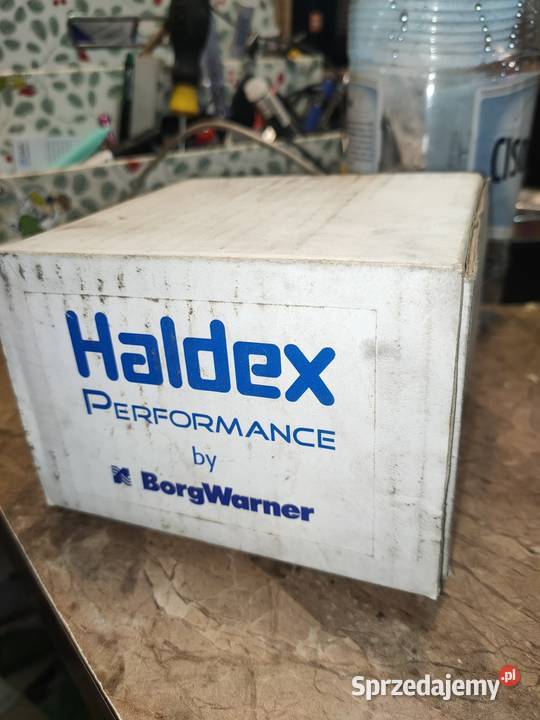 Haldex
PERFORMANCE
by
BorgWarner
Sprzedajemy.pl